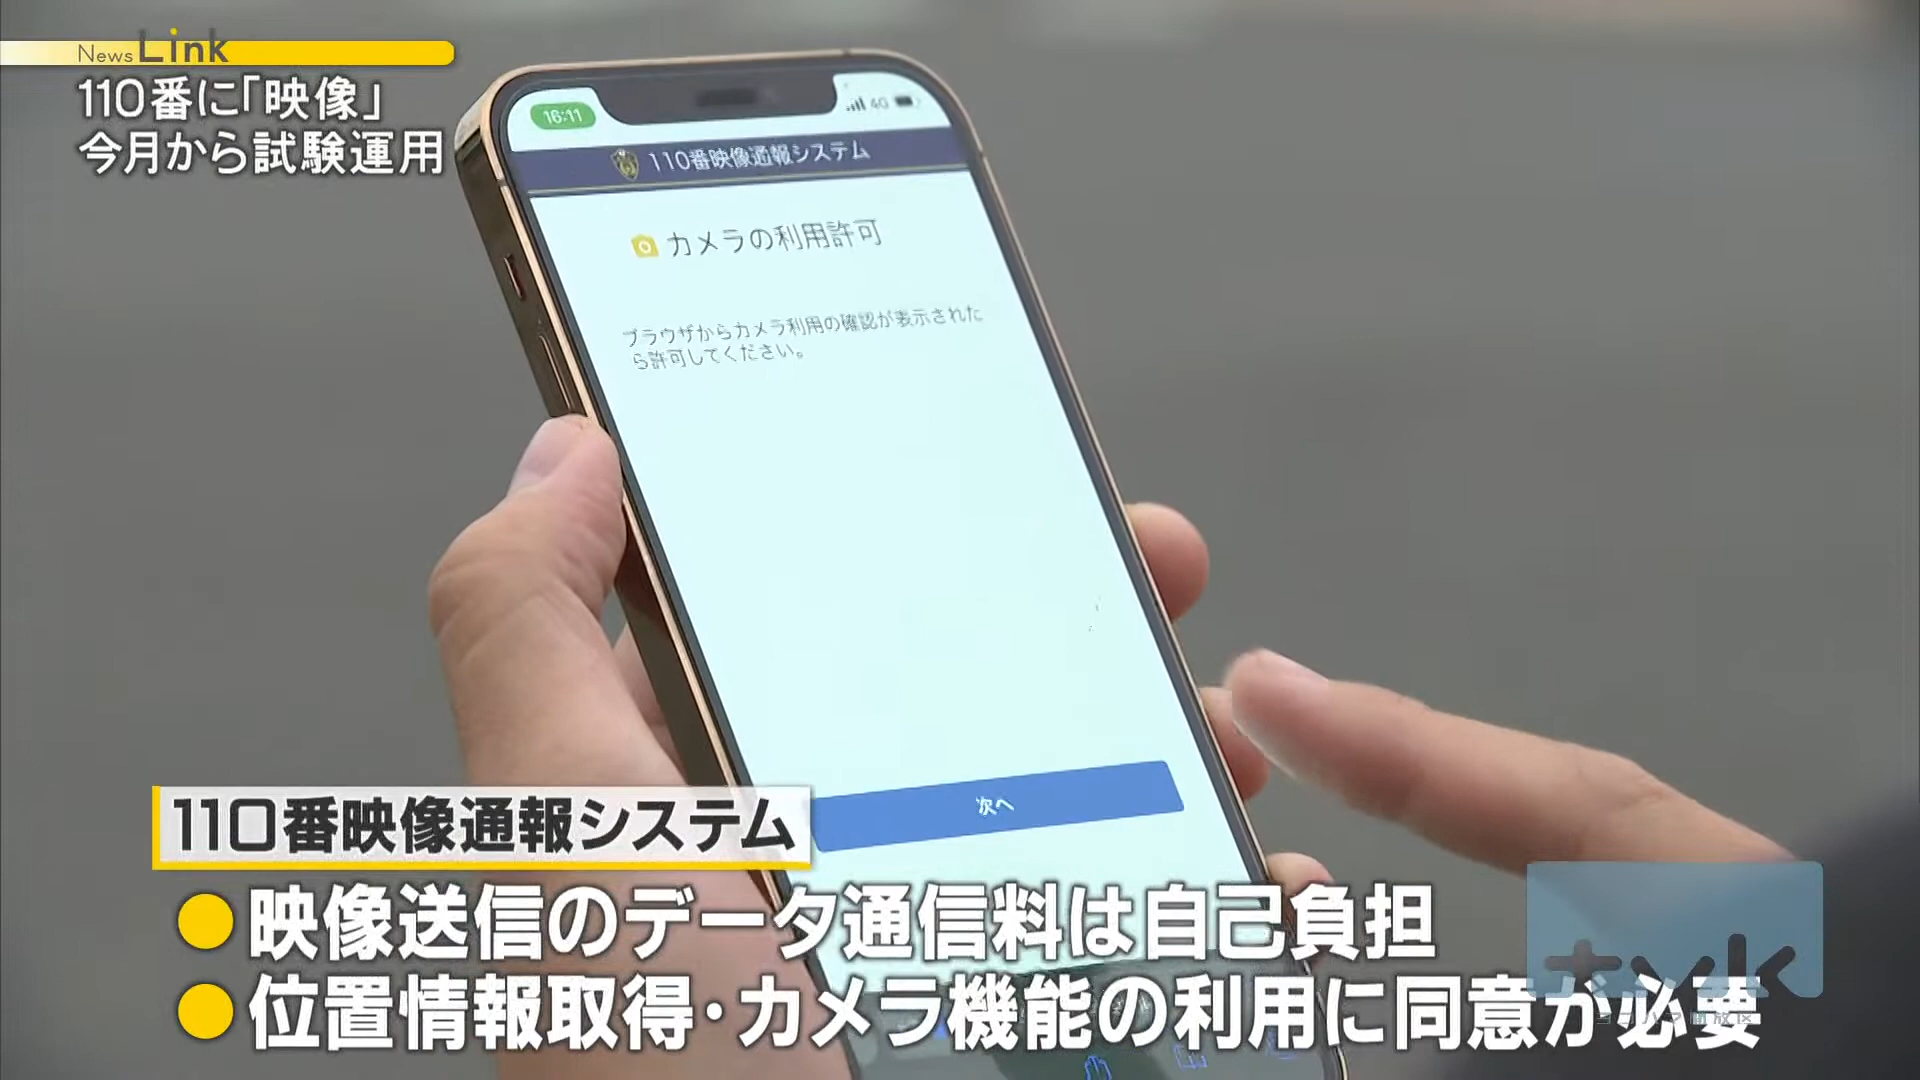 News Link
110番に「映像」
今月から試験運用
16:11
4G
110番映像通報システム
カメラの利用許可
ブラウザからカメラ利用の確認が表示された
ら許可してください。
次へ
110番映像通報システム
映像送信のデータ通信料は自己負担
位置情報取得・カメラ機能の利用に同意が必要
tvk